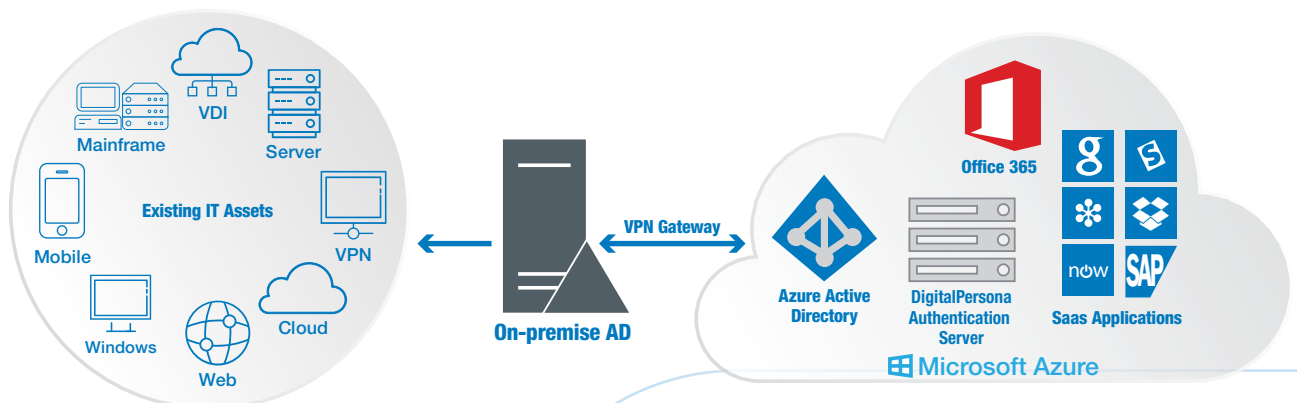 VDI
Mainframe
Server
Existing IT Assets
Mobile
VPN
Windows
Cloud
Web
On-premise AD
VPN Gateway
Office 365
g
S
now
SAP
Azure Active
Directory
DigitalPersona
Authentication
Server
Saas Applications
Microsoft Azure